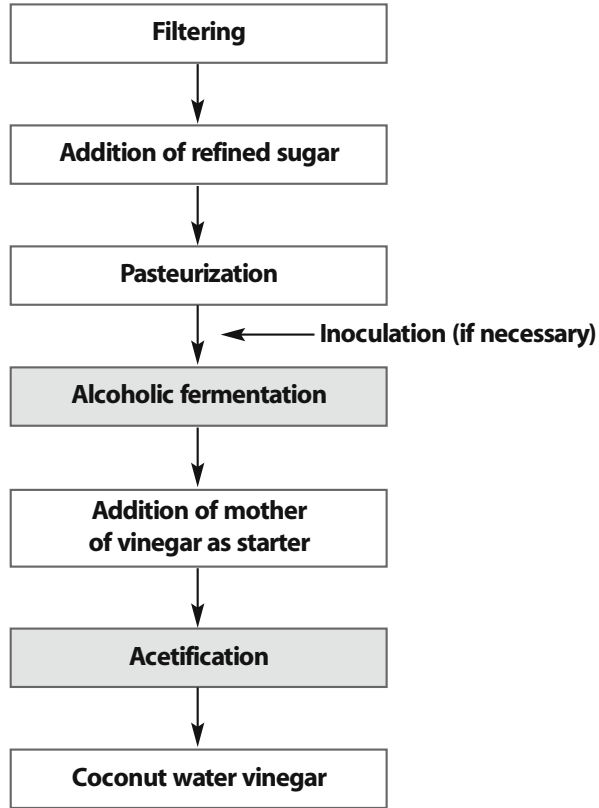 Filtering
Addition of refined sugar
Pasteurization
Inoculation (if necessary)
Alcoholic fermentation
Addition of mother
of vinegar as starter
Acetification
Coconut water vinegar